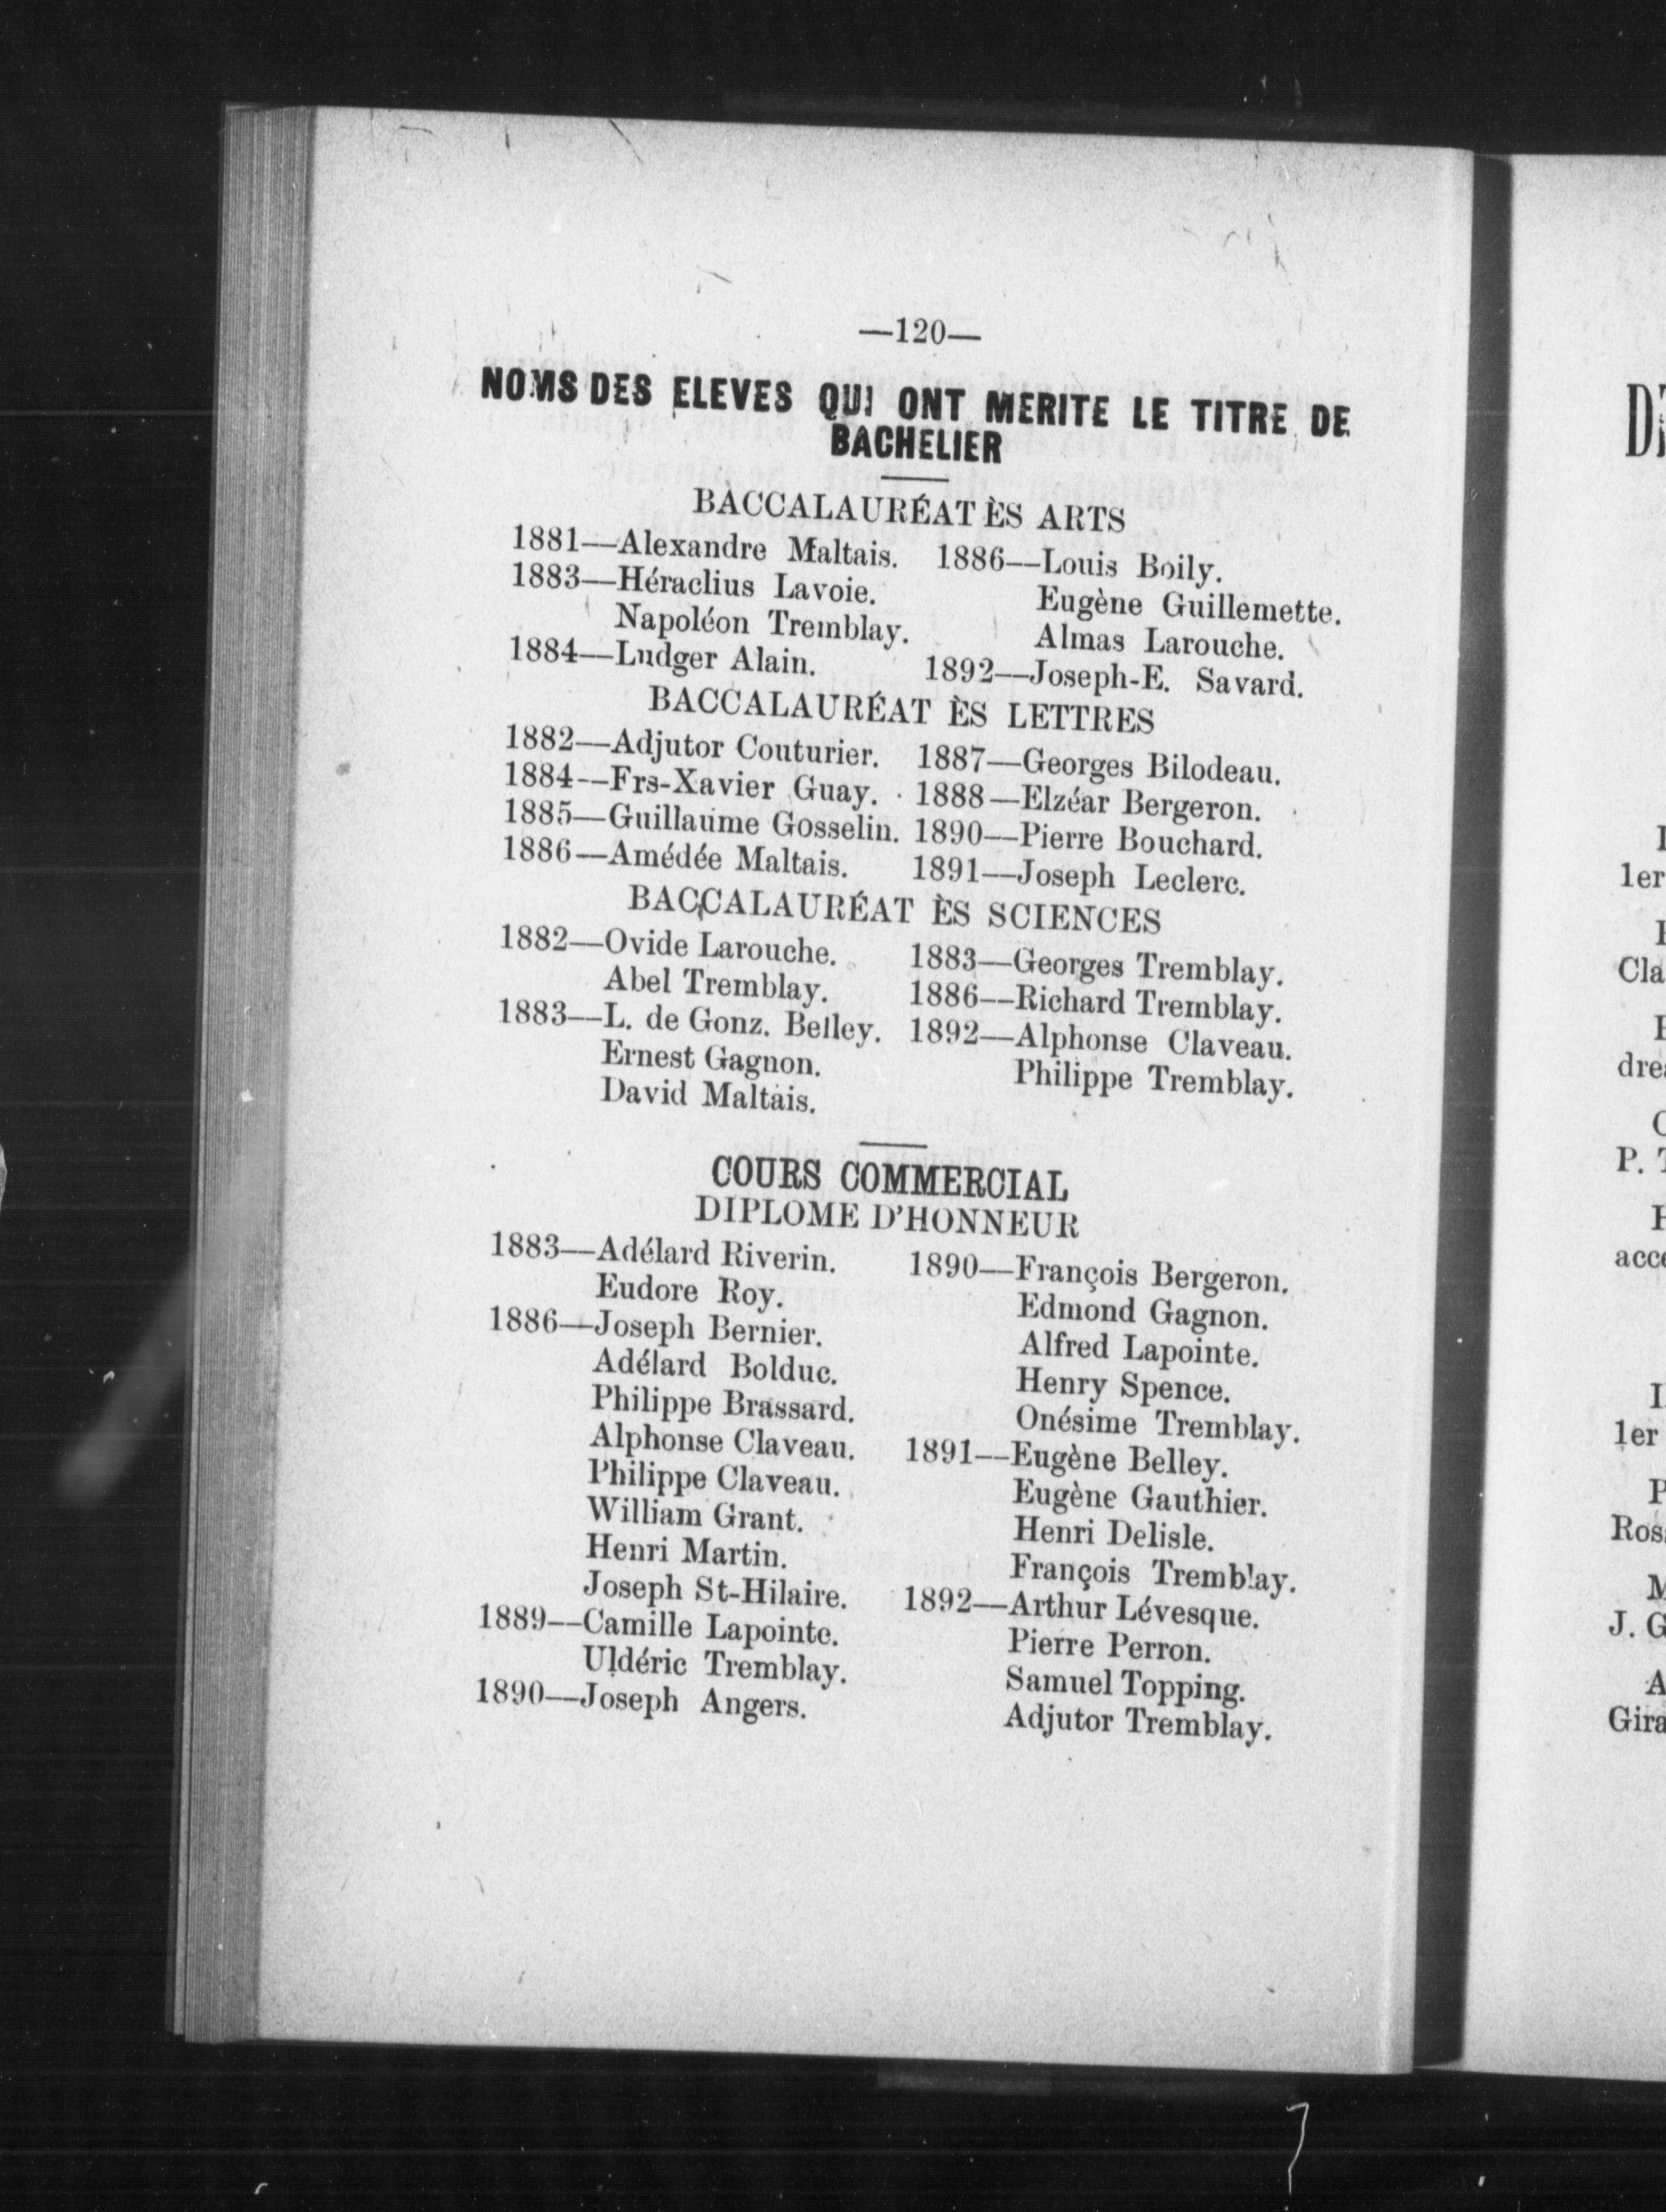 —120—
NOMS DES ELEVES QUI ONT MERITE LE TITRE DE
BACHELIER
BACCALAURÉAT ÈS ARTS
1881—Alexandre Maltais.
1883—Héraclius Lavoie.
Napoléon Tremblay.
1884—Ludger Alain.
1886—Louis Boily.
Eugène Guillemette.
Almas Larouche.
1892—Joseph-E. Savard.
BACCALAURÉAT ÈS LETTRES
1882—Adjutor Couturier.
1884—Frs-Xavier Guay.
1885—Guillaume Gosselin.
1886—Amédée Maltais.
1887—Georges Bilodeau.
1888—Elzéar Bergeron.
1890—Pierre Bouchard.
1891—Joseph Leclerc.
BACCALAURÉAT ÈS SCIENCES
1882—Ovide Larouche.
Abel Tremblay.
1883—L. de Gonz. Belley.
Ernest Gagnon.
David Maltais.
1883—Georges Tremblay.
1886—Richard Tremblay.
1892—Alphonse Claveau.
Philippe Tremblay.
COURS COMMERCIAL
DIPLOME D'HONNEUR
1883—Adélard Riverin.
Eudore Roy.
1886—Joseph Bernier.
Adélard Bolduc.
Philippe Brassard.
Alphonse Claveau.
Philippe Claveau.
William Grant.
Henri Martin.
Joseph St-Hilaire.
1889—Camille Lapointe.
Uldéric Tremblay.
1890—Joseph Angers.
1890—François Bergeron.
Edmond Gagnon.
Alfred Lapointe.
Henry Spence.
Onésime Tremblay.
1891—Eugène Belley.
Eugène Gauthier.
Henri Delisle.
François Tremblay.
1892—Arthur Lévesque.
Pierre Perron.
Samuel Topping.
Adjutor Tremblay.
1er
Cla
P.
1er
Ros
J. G